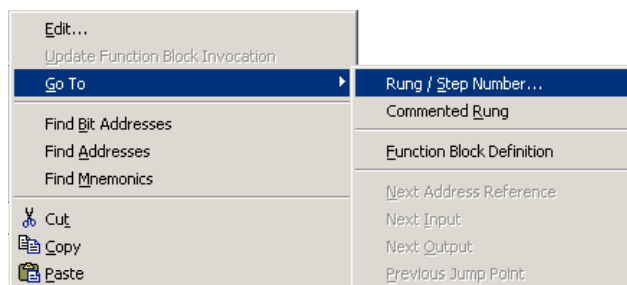 Edit...
Update Function Block Invocation
Go To
Find Bit Addresses
Find Addresses
Find Mnemonics
Cut
Copy
Paste
Rung / Step Number...
Commented Rung
Function Block Definition
Next Address Reference
Next Input
Next Output
Previous Jump Point